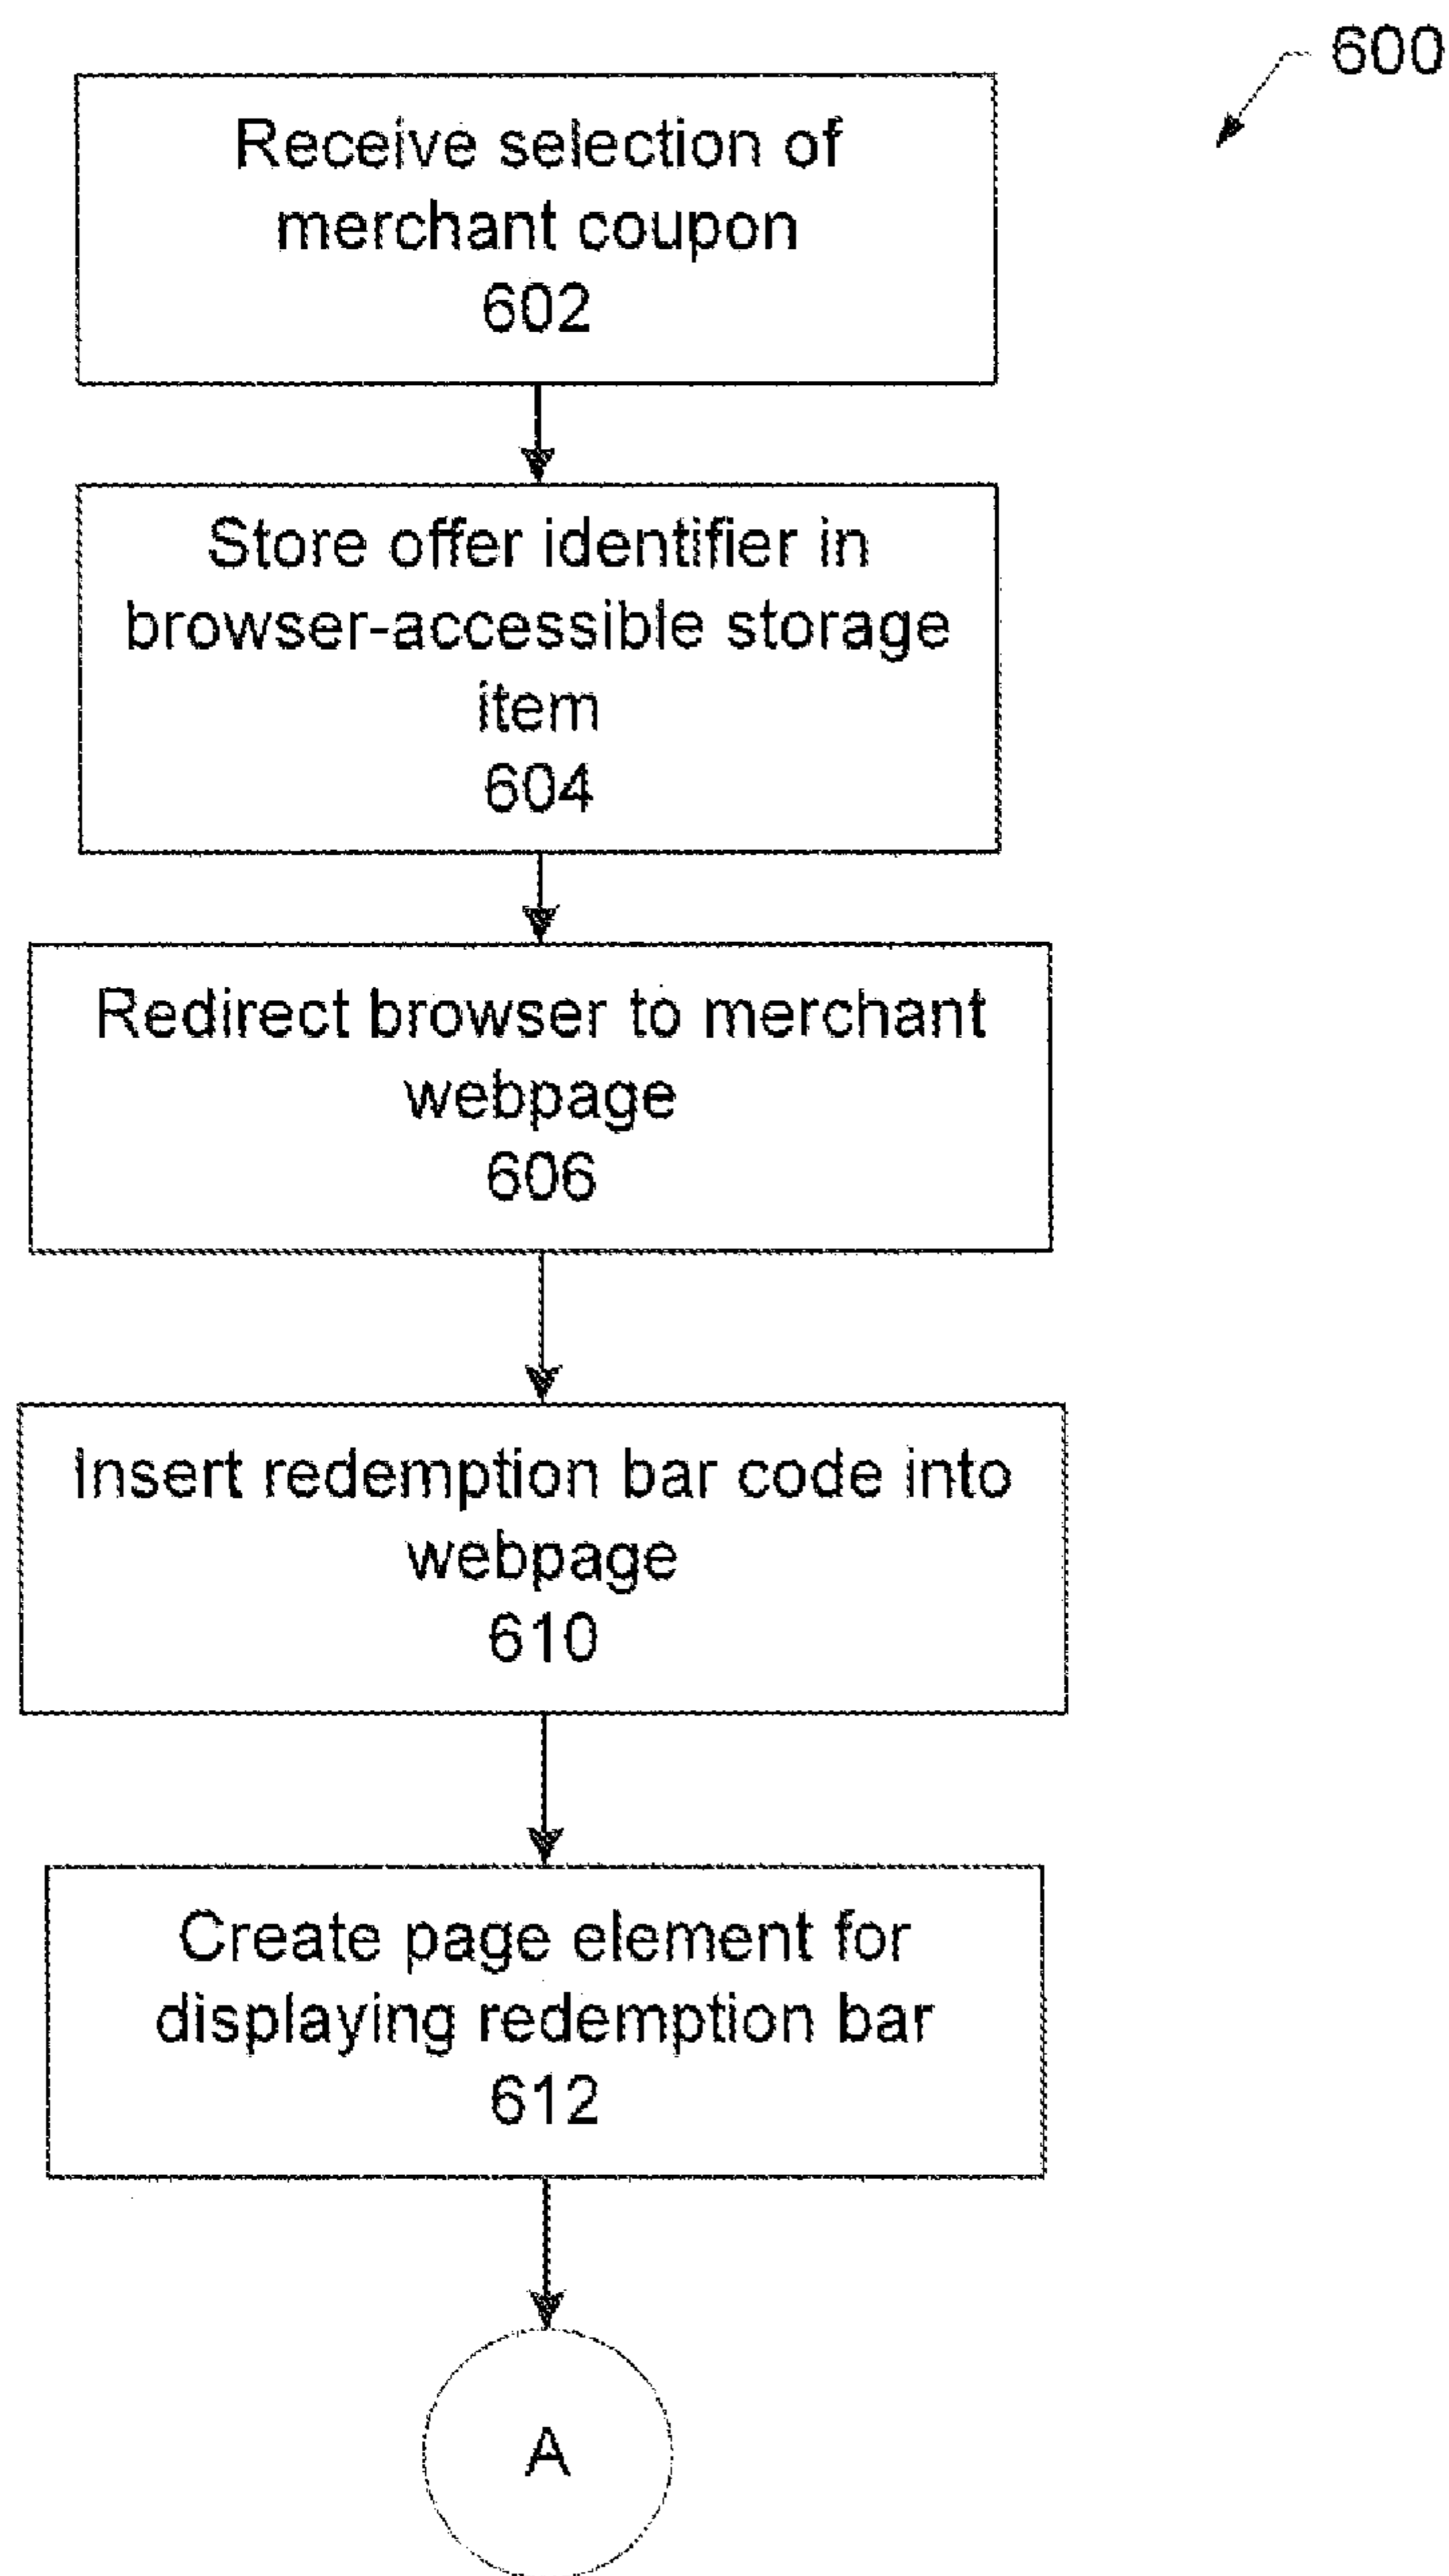 600
Receive selection of
merchant coupon
602
Store offer identifier in
browser-accessible storage
item
604
Redirect browser to merchant
webpage
606
Insert redemption bar code into
webpage
610
Create page element for
displaying redemption bar
612
A